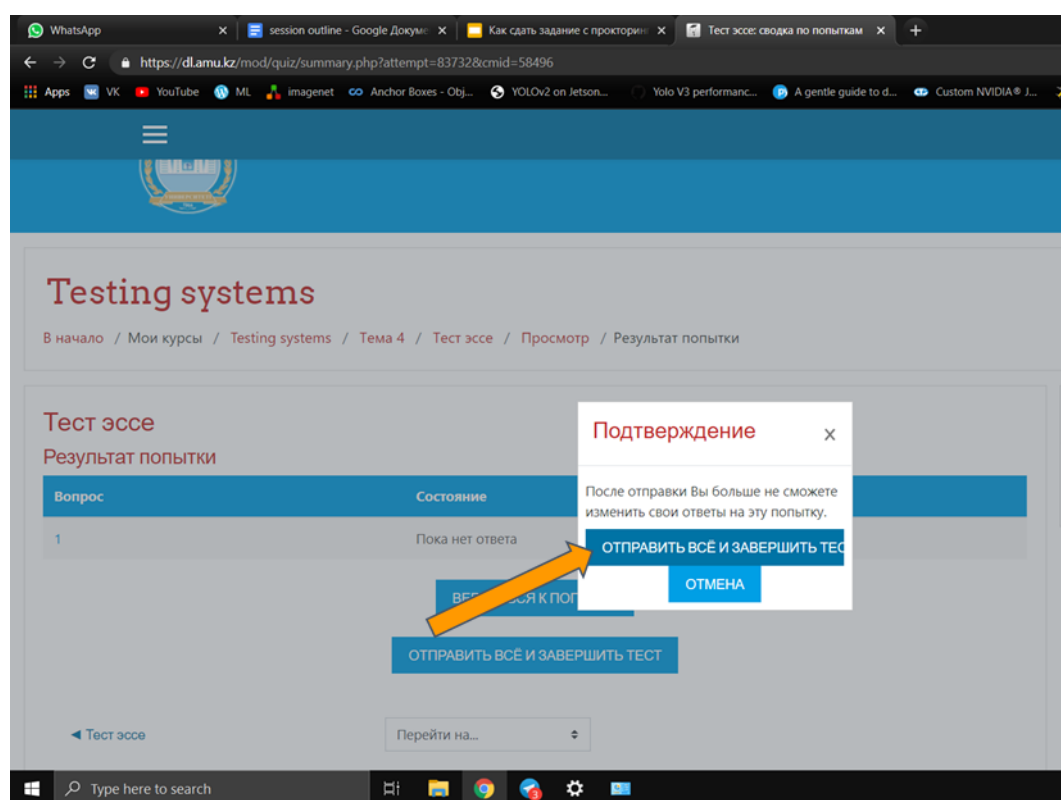 WhatsApp
session outline - Google Докуме
Как сдать задание с прокторинг
Тест эссе: сводка по попыткам
https://dl.amu.kz/mod/quiz/summary.php?attempt=83732&cmid=58496
Apps VK YouTube ML imagenet Anchor Boxes - Obj... YOLOv2 on Jetson... Yolo V3 performanc... A gentle guide to d... Custom NVIDIA® J...
Testing systems
В начало / Мои курсы / Testing systems / Тема 4 / Тест эссе / Просмотр / Результат попытки
Тест эссе
Результат попытки
Вопрос Состояние
1 Пока нет ответа
Подтверждение
После отправки Вы больше не сможете
изменить свои ответы на эту попытку.
ОТПРАВИТЬ ВСЁ И ЗАВЕРШИТЬ ТЕС
ОТМЕНА
ОТПРАВИТЬ ВСЁ И ЗАВЕРШИТЬ ТЕСТ
◄ Тест эссе
Перейти на...
Type here to search